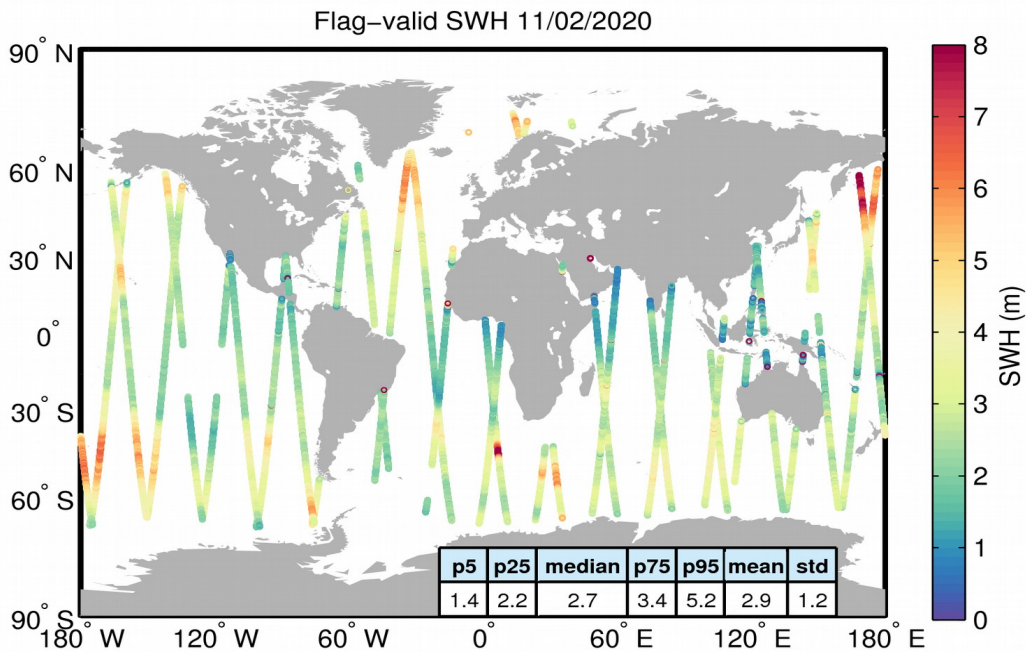 Flag−valid SWH 11/02/2020
90° N
60° N
30° N
0°
30° S
60° S
90° S
180° W
120° W
60° W
0°
60° E
120° E
180° E
p5 p25 median p75 p95 mean std
1.4 2.2 2.7 3.4 5.2 2.9 1.2
8
7
6
5
4
3
2
1
0
SWH (m)